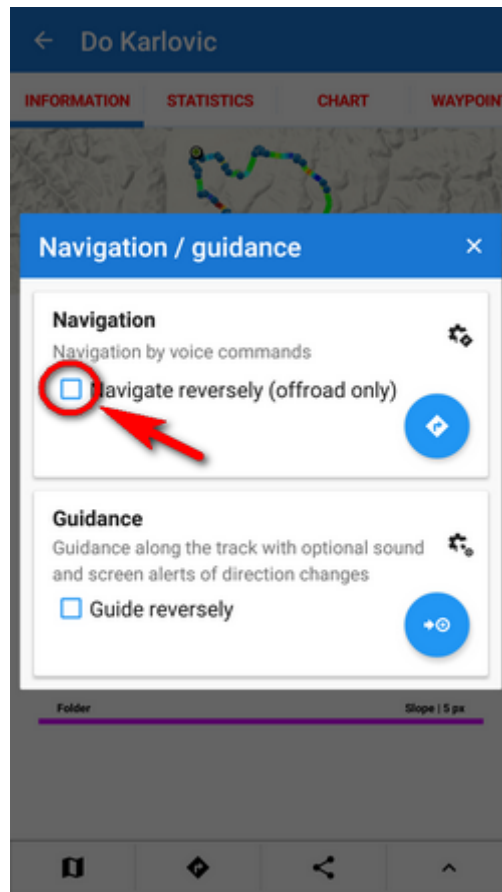 Do Karlovic
INFORMATION STATISTICS CHART WAYPOIN
Navigation / guidance
Navigation
Navigation by voice commands
Navigate reversely (offroad only)
Guidance
Guidance along the track with optional sound
and screen alerts of direction changes
Guide reversely
Folder Slope | 5 px